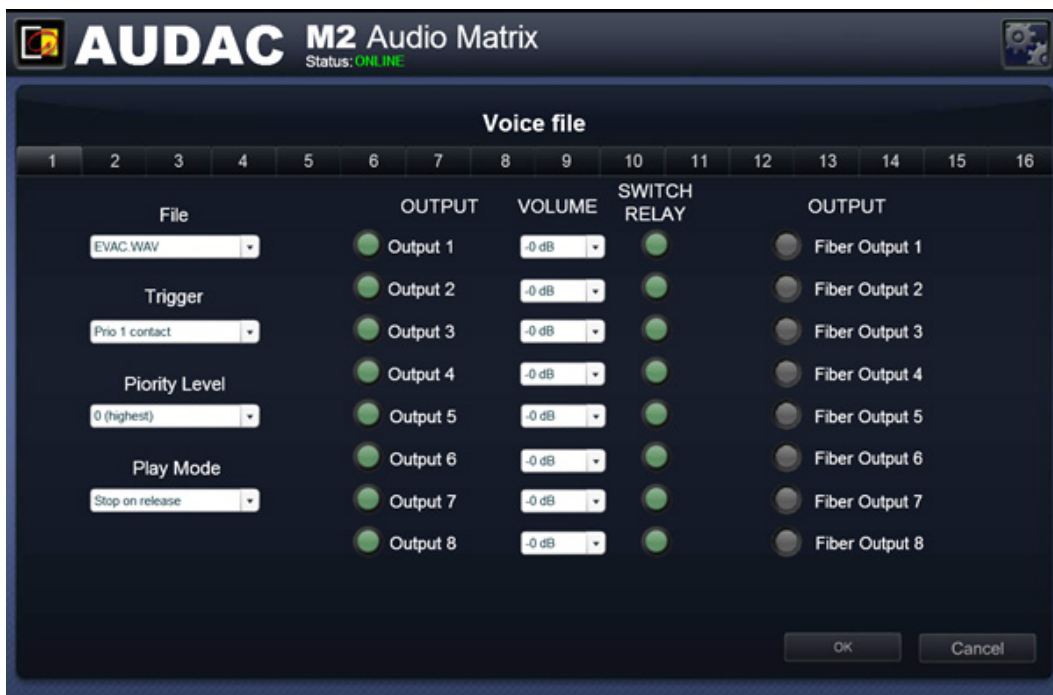 AUDAC M2 Audio Matrix
Status: ONLINE
Voice file
1 2 3 4 5 6 7 8 9 10 11 12 13 14 15 16
File
EVAC.WAV
Trigger
Prio 1 contact
Piority Level
0 (highest)
Play Mode
Stop on release
OUTPUT VOLUME SWITCH RELAY
Output 1 -0 dB
Output 2 -0 dB
Output 3 -0 dB
Output 4 -0 dB
Output 5 -0 dB
Output 6 -0 dB
Output 7 -0 dB
Output 8 -0 dB
OUTPUT
Fiber Output 1
Fiber Output 2
Fiber Output 3
Fiber Output 4
Fiber Output 5
Fiber Output 6
Fiber Output 7
Fiber Output 8
OK Cancel